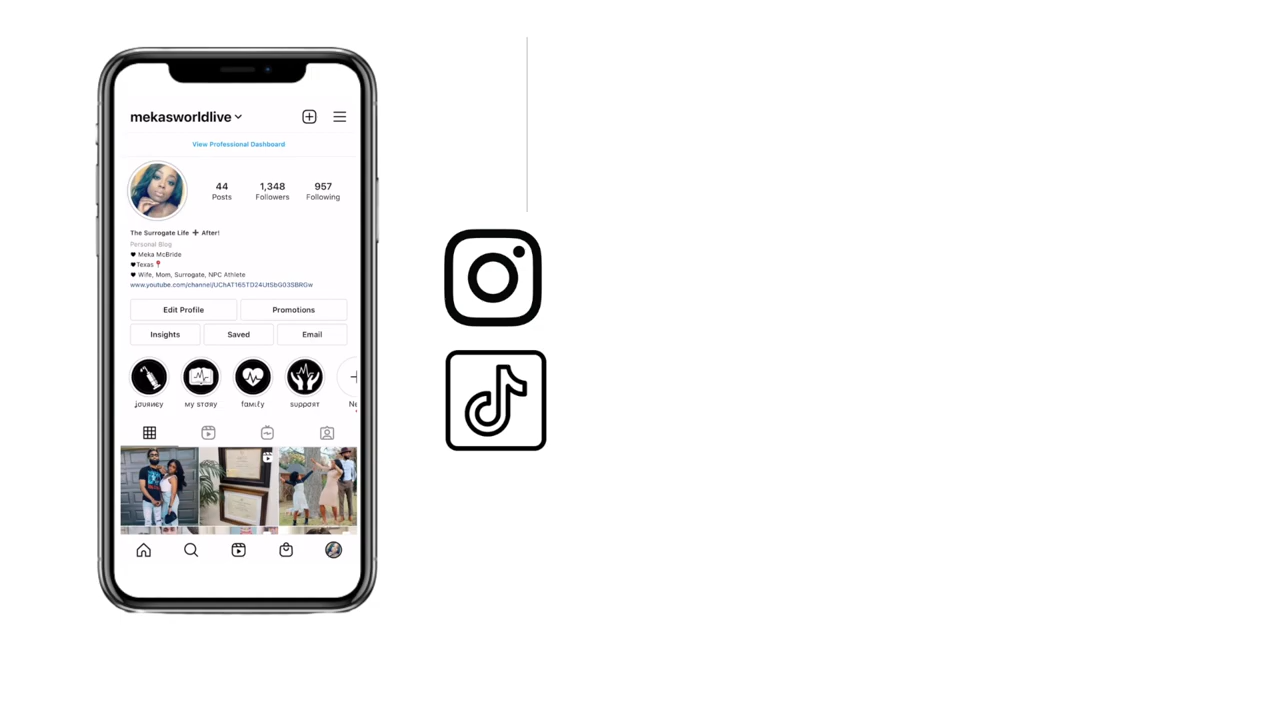 mekasworldlive
View Professional Dashboard
44 1,348 957
Posts Followers Following
The Surrogate Life ➕ After!
Personal Blog
♥ Meka McBride
♥Texas📍
♥ Wife, Mom, Surrogate, NPC Athlete
www.youtube.com/channel/UChAT165TD24UtSbG03SBRGw
Edit Profile Promotions
Insights Saved Email
journey my story family support Ne